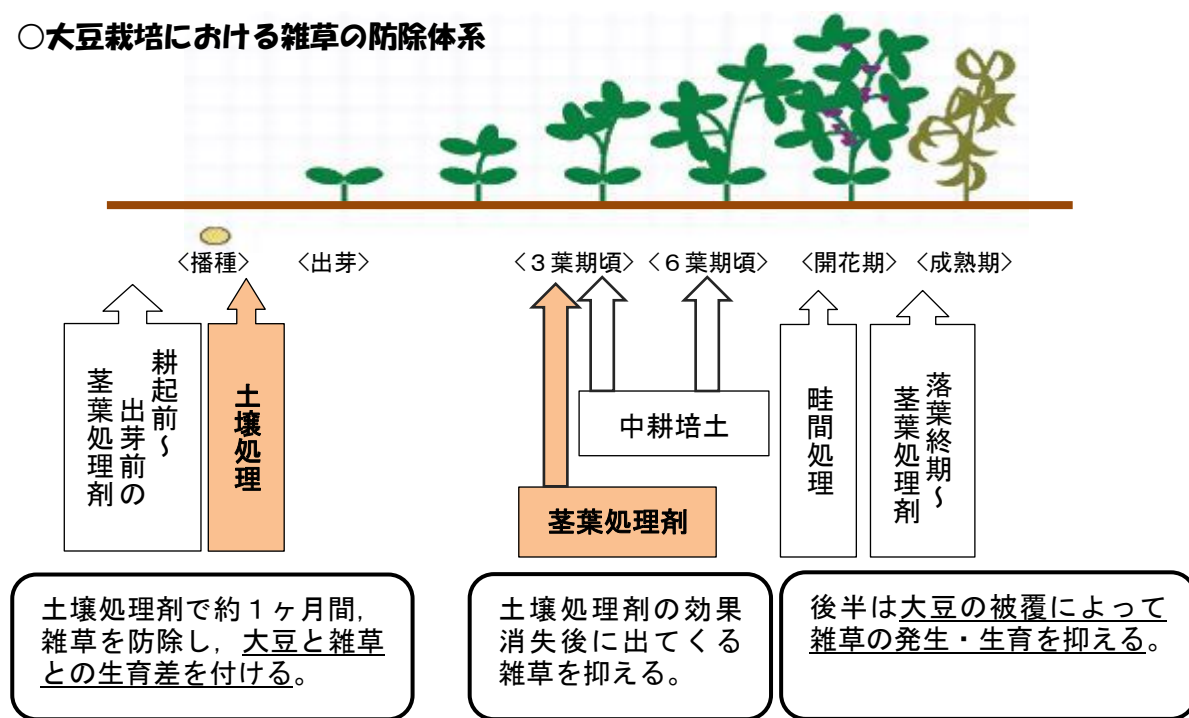 ○大豆栽培における雑草の防除体系
〈播種〉
〈出芽〉
〈３葉期頃〉
〈６葉期頃〉
〈開花期〉
〈成熟期〉
耕起前～
出芽前の
茎葉処理剤
土壌処理
中耕培土
茎葉処理剤
畦間処理
落葉終期～
茎葉処理剤
土壌処理剤で約１ヶ月間，
雑草を防除し，大豆と雑草
との生育差を付ける。
土壌処理剤の効果
消失後に出てくる
雑草を抑える。
後半は大豆の被覆によって
雑草の発生・生育を抑える。